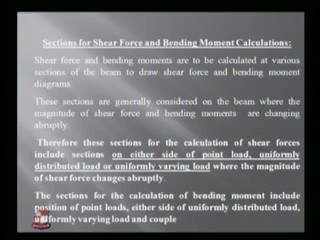 Sections for Shear Force and Bending Moment Calculations:
Shear force and bending moments are to be calculated at various
sections of the beam to draw shear force and bending moment
diagrams.
These sections are generally considered on the beam where the
magnitude of shear force and bending moments are changing
abruptly.
Therefore these sections for the calculation of shear forces
include sections on either side of point load, uniformly
distributed load or uniformly varying load where the magnitude
of shear force changes abruptly.
The sections for the calculation of bending moment include
position of point loads, either side of uniformly distributed load,
uniformly varying load and couple